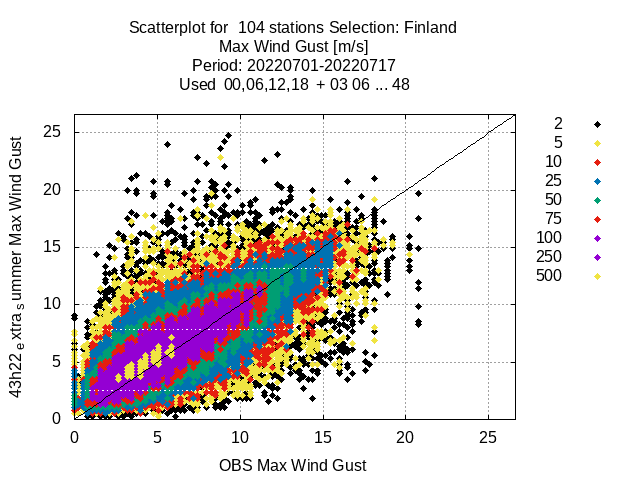 Scatterplot for  104 stations Selection: Finland
Max Wind Gust [m/s]
Period: 20220701-20220717
Used  00,06,12,18  + 03 06 ... 48
43h22 e xtra s ummer Max Wind Gust
25
20
15
10
5
0
0 5 10 15 20 25
OBS Max Wind Gust
2
5
10
25
50
75
100
250
500